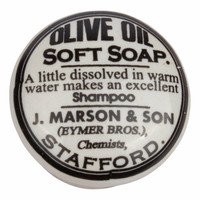 OLIVE OIL
SOFT SOAP.
A little dissolved in warm
water makes an excellent
Shampoo
J. MARSON & SON
(EYMER BROS.),
Chemists,
STAFFORD.